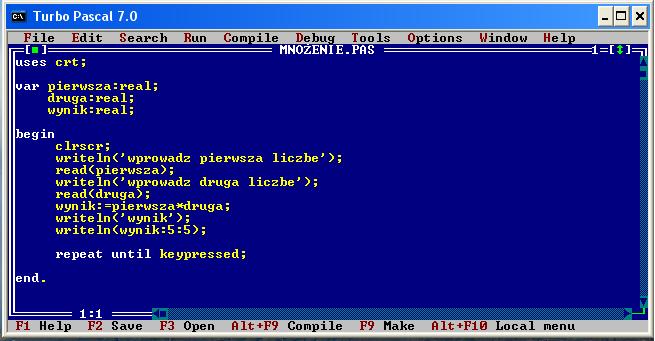 Turbo Pascal 7.0
File Edit Search Run Compile Debug Tools Options Window Help
MNOŻENIE.PAS 1
uses crt;
var pierwsza:real;
druga:real;
wynik:real;
begin
clrscr;
writeln('wprowadz pierwsza liczbe');
read(pierwsza);
writeln('wprowadz druga liczbe');
read(druga);
wynik:=pierwsza*druga;
writeln('wynik');
writeln(wynik:5:5);
repeat until keypressed;
end.
1:1
F1 Help F2 Save F3 Open Alt+F9 Compile F9 Make Alt+F10 Local menu